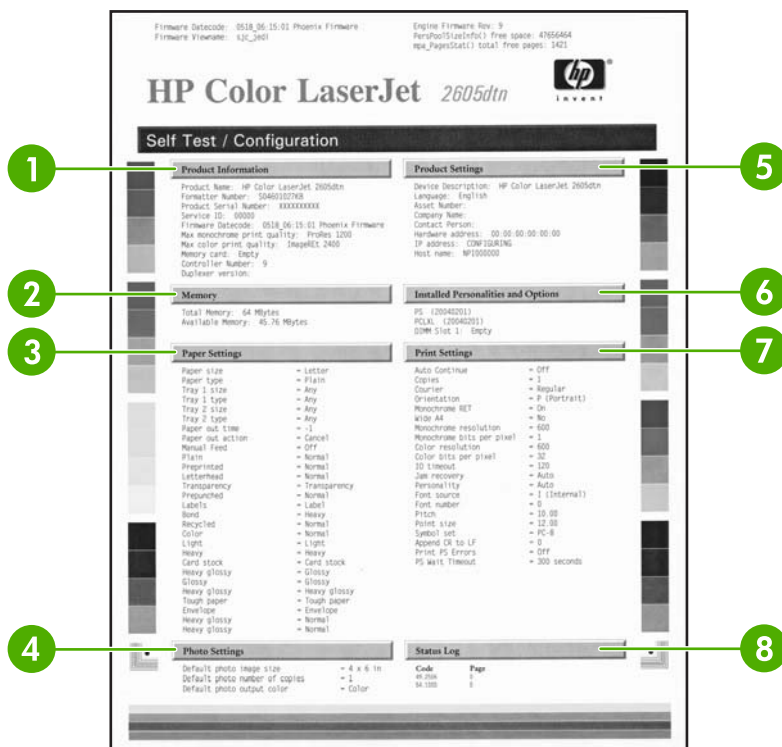 Firmware Datecode: 0518_06:15:01 Phoenix Firmware
Firmware Viewname: sjc_jedi
Engine Firmware Rev: 9
PersPoolSizeInfo() free space: 47656464
mpa_PagesStat() total free pages: 1421
HP Color LaserJet 2605dtn
hp
invent
Self Test / Configuration
1
Product Information
Product Name: HP Color LaserJet 2605dtn
Formatter Number: S04601027KB
Product Serial Number: XXXXXXXXXX
Service ID: 00000
Firmware Datecode: 0518_06:15:01 Phoenix Firmware
Max monochrome print quality: ProRes 1200
Max color print quality: ImageREt 2400
Memory card: Empty
Controller Number: 9
Duplexer version:
5
Product Settings
Device Description: HP Color LaserJet 2605dtn
Language: English
Asset Number:
Company Name:
Contact Person:
Hardware address: 00:00:00:00:00:00
IP address: CONFIGURING
Host name: NPI000000
2
Memory
Total Memory: 64 MBytes
Available Memory: 45.76 MBytes
6
Installed Personalities and Options
PS (20040201)
PCLXL (20040201)
DIMM Slot 1: Empty
3
Paper Settings
Paper size = Letter
Paper type = Plain
Tray 1 size = Any
Tray 1 type = Any
Tray 2 size = Any
Tray 2 type = Any
Paper out time = -1
Paper out action = Cancel
Manual Feed = Off
Plain = Normal
Preprinted = Normal
Letterhead = Normal
Transparency = Transparency
Prepunched = Normal
Labels = Label
Bond = Heavy
Recycled = Normal
Color = Normal
Light = Light
Heavy = Heavy
Card stock = Card stock
Heavy glossy = Glossy
Glossy = Glossy
Heavy glossy = Heavy glossy
Tough paper = Tough paper
Envelope = Envelope
Heavy glossy = Normal
Heavy glossy = Normal
7
Print Settings
Auto Continue = Off
Copies = 1
Courier = Regular
Orientation = P (Portrait)
Monochrome RET = On
Wide A4 = No
Monochrome resolution = 600
Monochrome bits per pixel = 1
Color resolution = 600
Color bits per pixel = 32
IO timeout = 120
Jam recovery = Auto
Personality = Auto
Font source = I (Internal)
Font number = 0
Pitch = 10.00
Point size = 12.00
Symbol set = PC-8
Append CR to LF = 0
Print PS Errors = Off
PS Wait Timeout = 300 seconds
4
Photo Settings
Default photo image size = 4 x 6 in
Default photo number of copies = 1
Default photo output color = Color
8
Status Log
Code Page